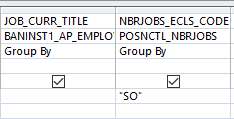 JOB_CURR_TITLE NBRJOBS_ECLS_CODE
BANINST1_AP_EMPLO POSNCTL_NBRJOBS
Group By Group By
"SO"